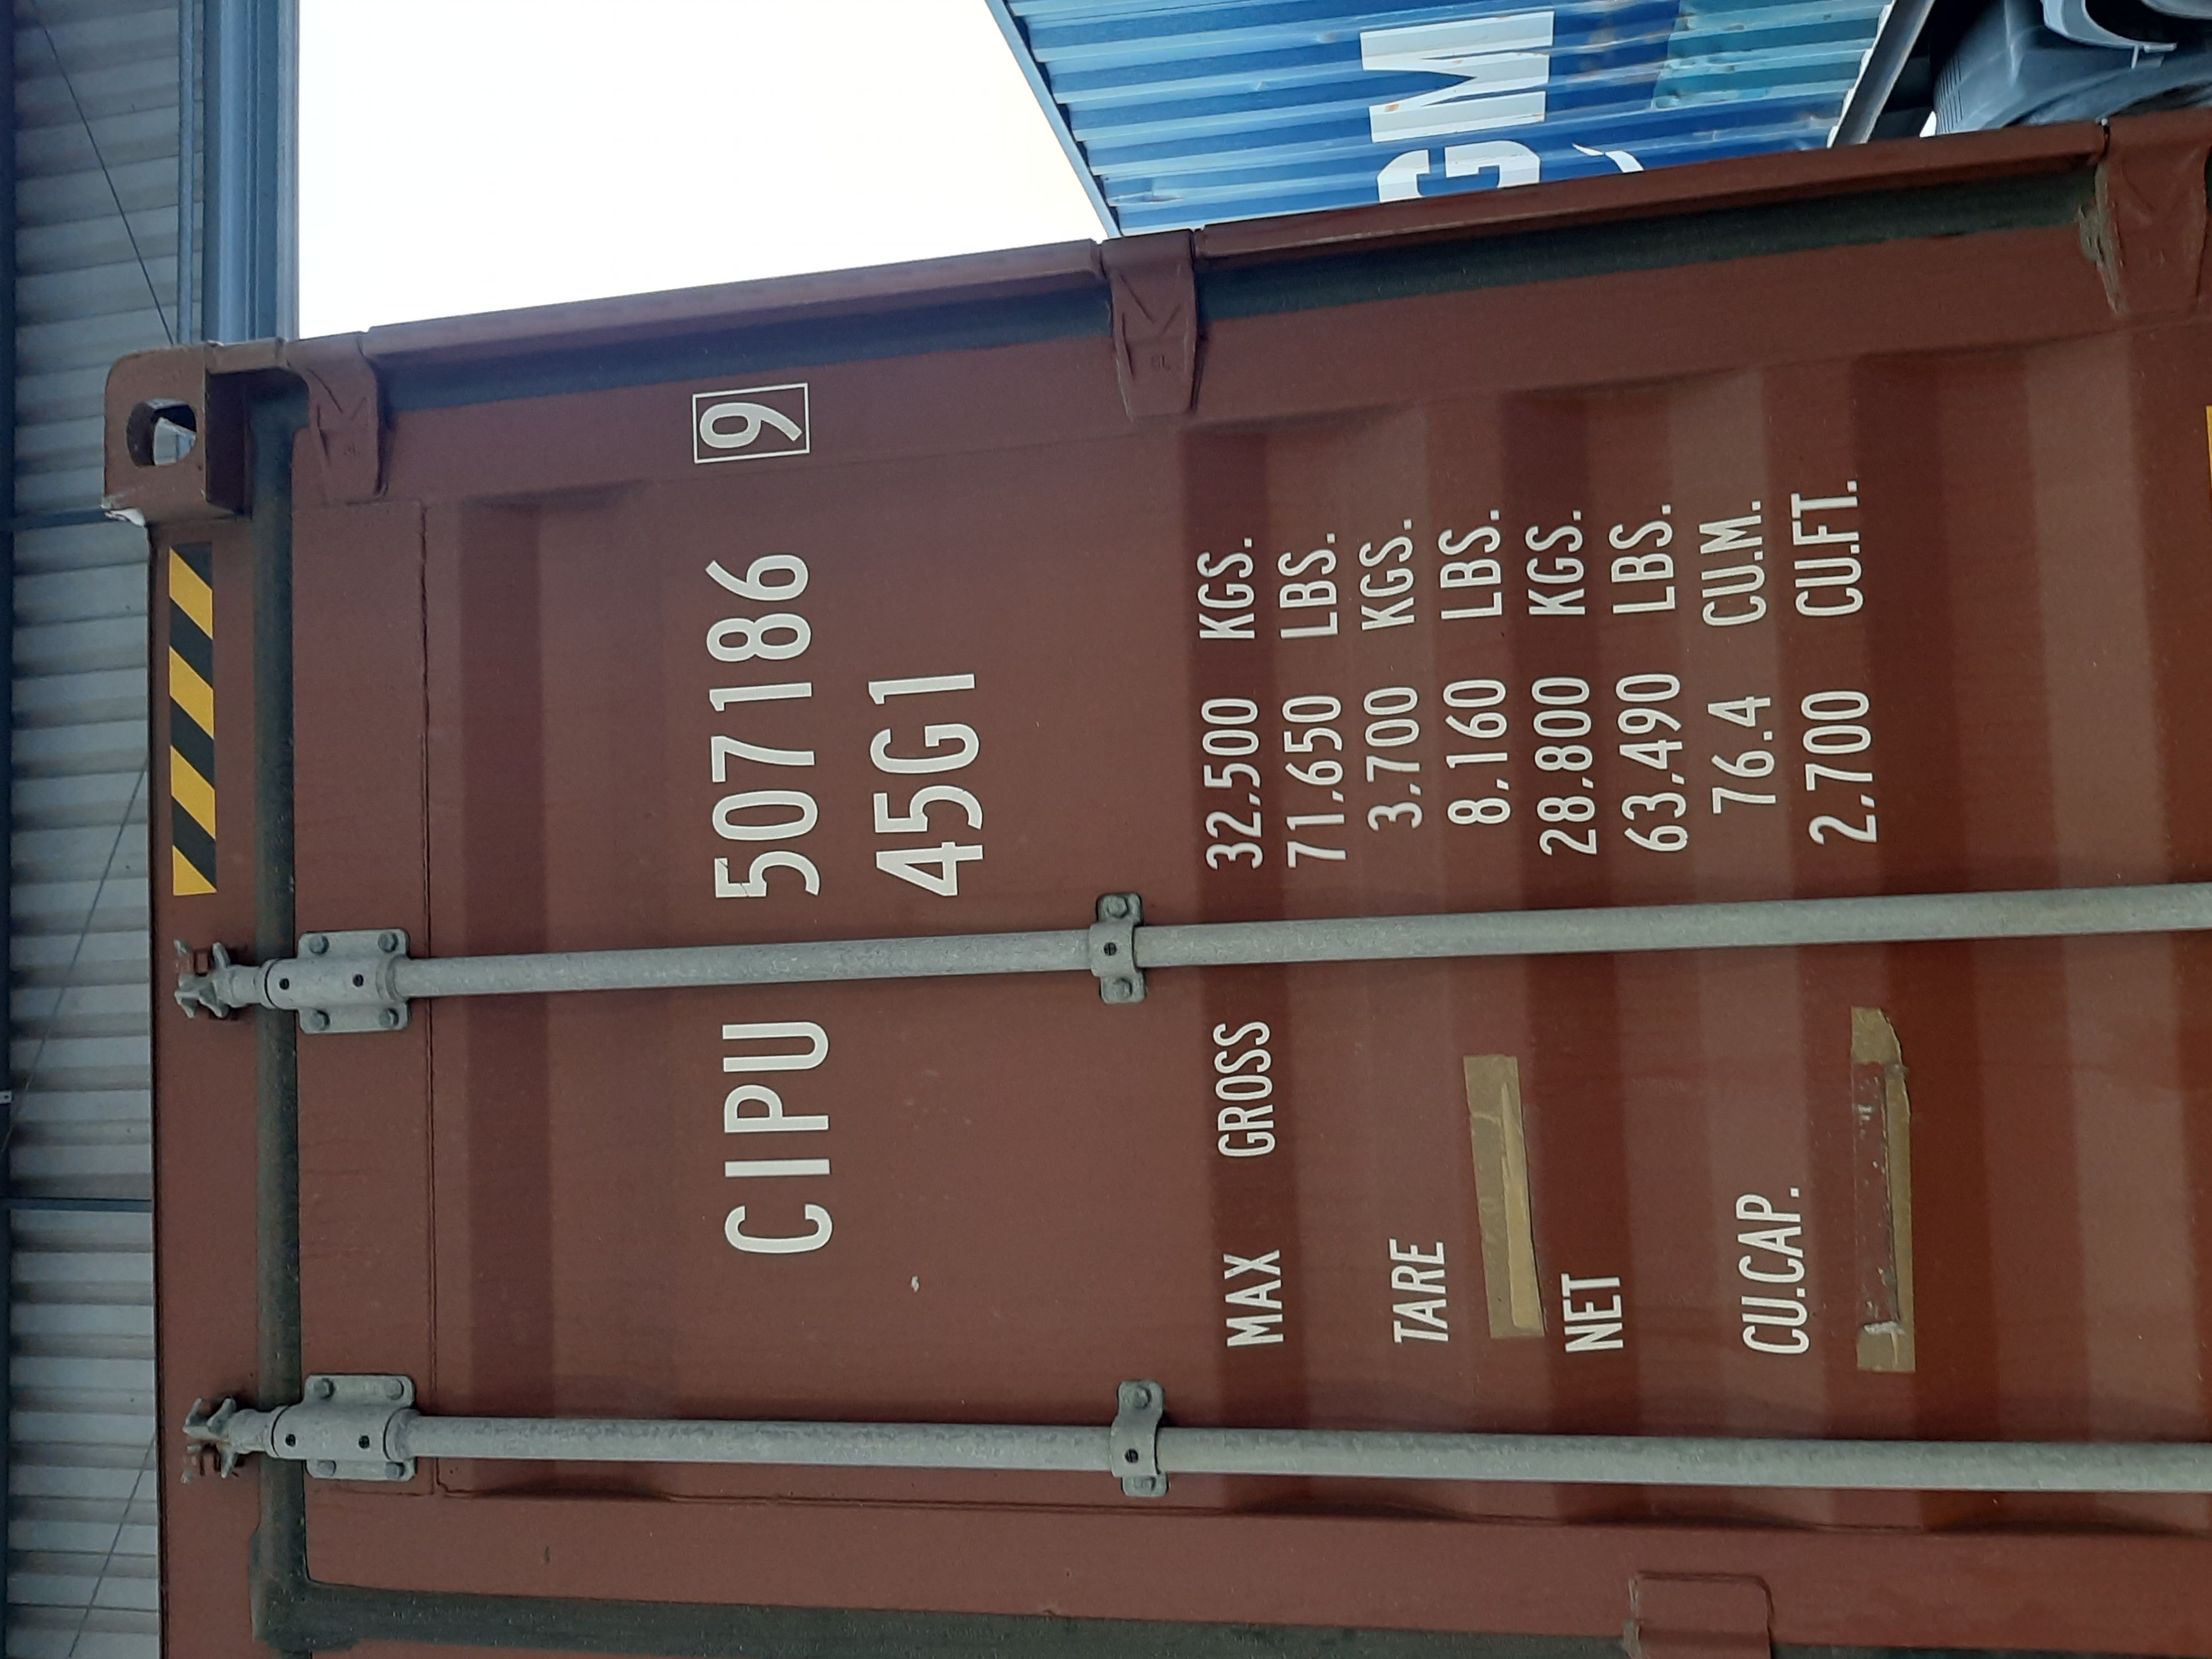 CIPU 507186 9
45G1
MAX GROSS 32,500 KGS.
71,650 LBS.
TARE 3,700 KGS.
8,160 LBS.
NET 28,800 KGS.
63,490 LBS.
CU.CAP. 76.4 CU.M.
2,700 CU.FT.
GM